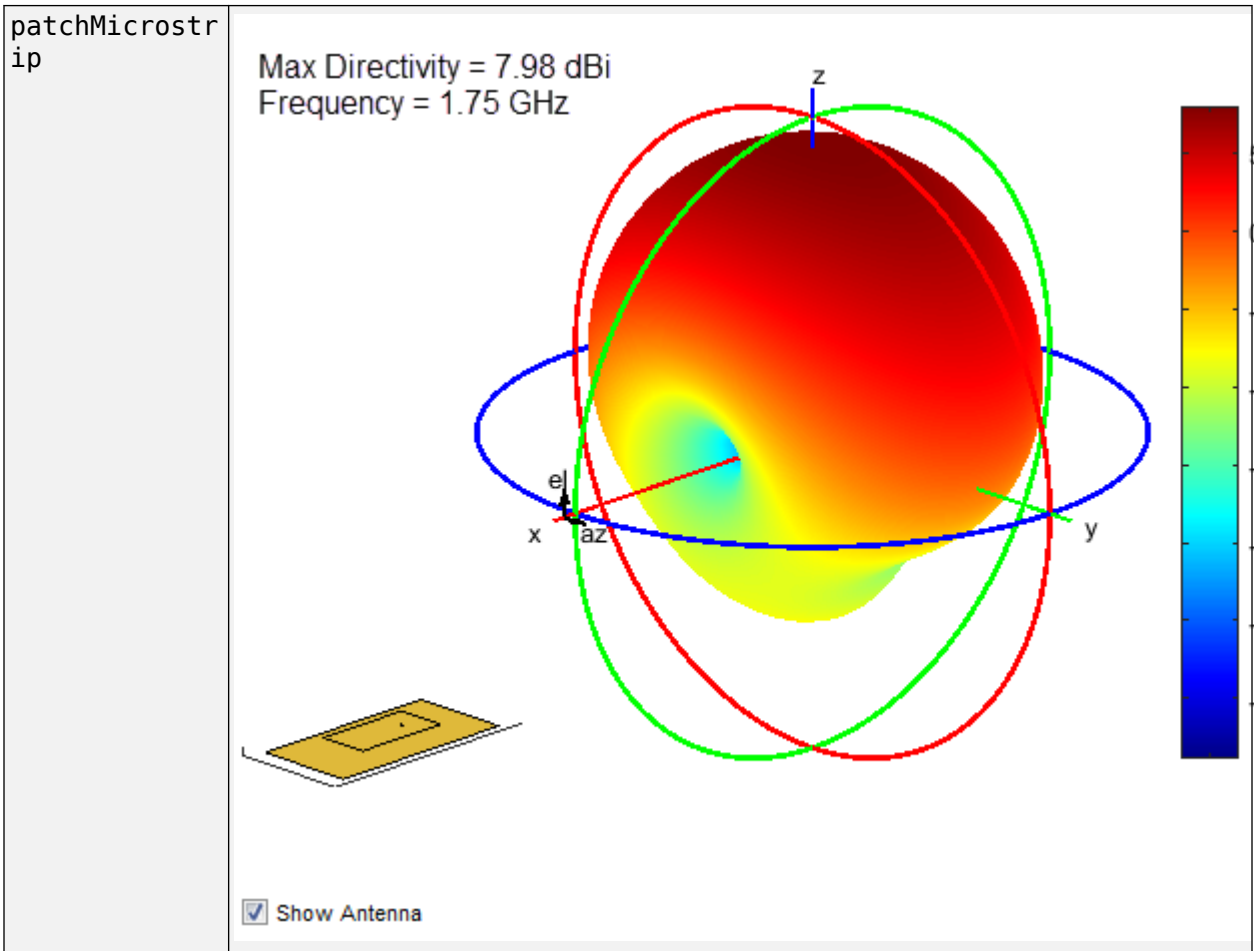 patchMicrostr
ip
Max Directivity = 7.98 dBi
Frequency = 1.75 GHz
z
el
x
az
y
Show Antenna